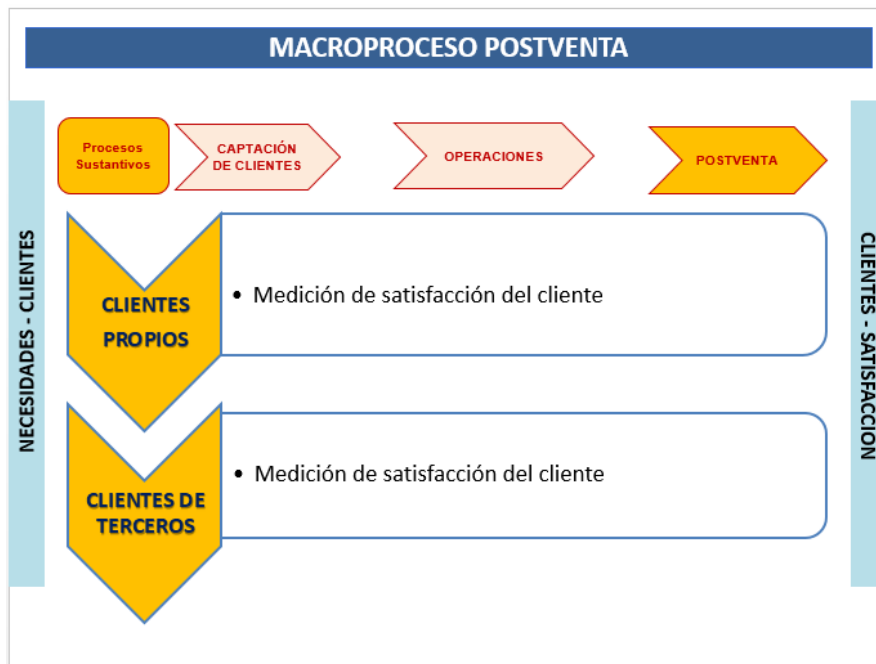 MACROPROCESO POSTVENTA
Procesos
Sustantivos
CAPTACIÓN
DE CLIENTES
OPERACIONES
POSTVENTA
NECESIDADES - CLIENTES
CLIENTES
PROPIOS
• Medición de satisfacción del cliente
CLIENTES DE
TERCEROS
• Medición de satisfacción del cliente
CLIENTES - SATISFACCION